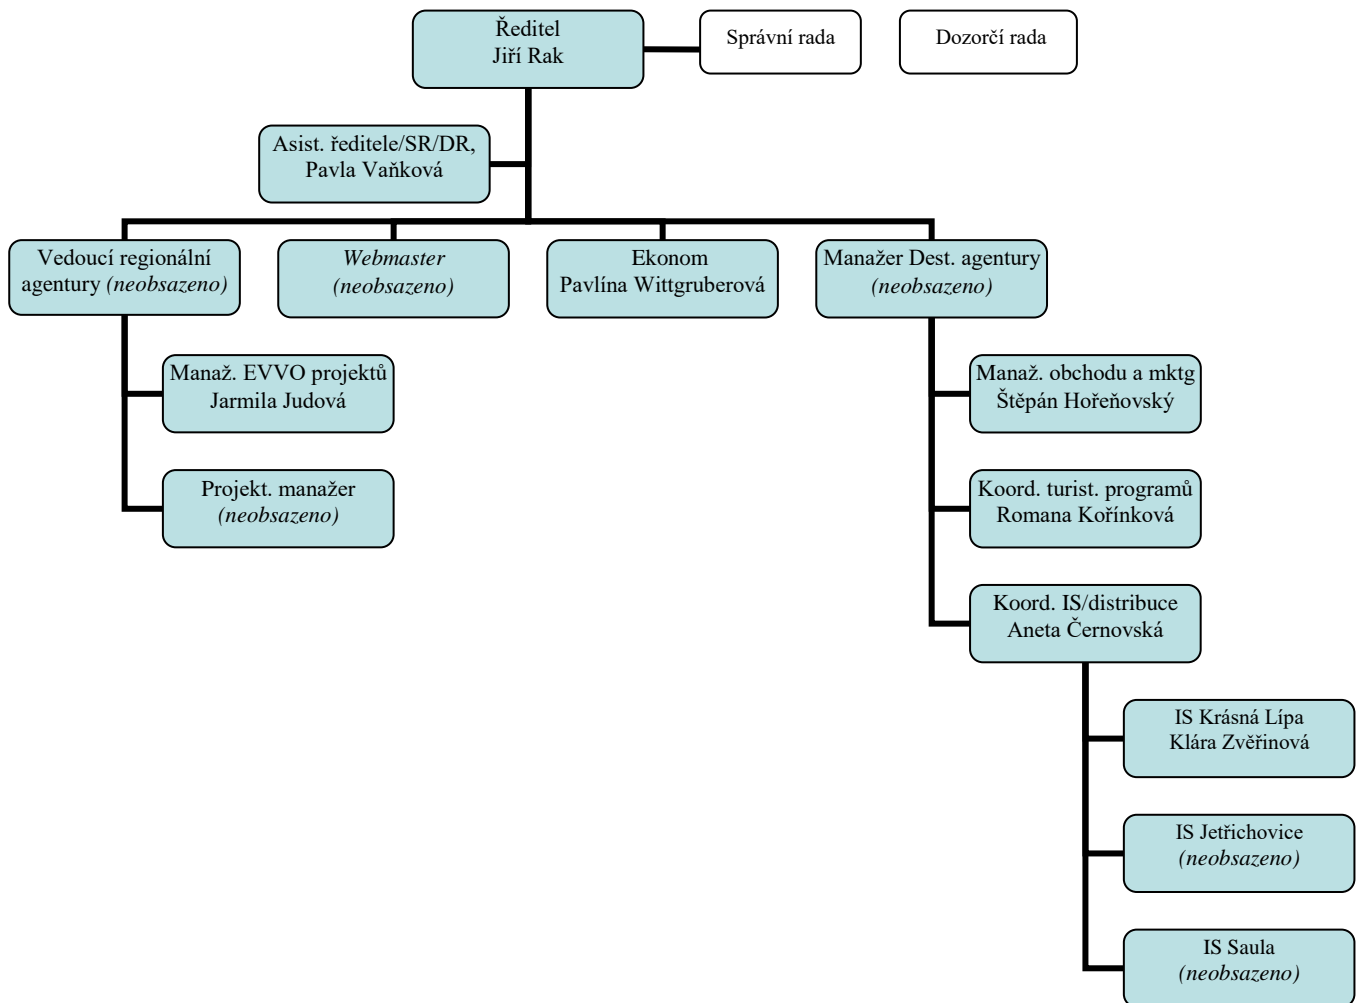 Ředitel
Jiří Rak
Správní rada
Dozorčí rada
Asist. ředitele/SR/DR,
Pavla Vaňková
Vedoucí regionální
agentury (neobsazeno)
Webmaster
(neobsazeno)
Ekonom
Pavlína Wittgruberová
Manažer Dest. agentury
(neobsazeno)
Manaž. EVVO projektů
Jarmila Judová
Projekt. manažer
(neobsazeno)
Manaž. obchodu a mktg
Štěpán Hořeňovský
Koord. turist. programů
Romana Kořínková
Koord. IS/distribuce
Aneta Černovská
IS Krásná Lípa
Klára Zvěřinová
IS Jetřichovice
(neobsazeno)
IS Saula
(neobsazeno)